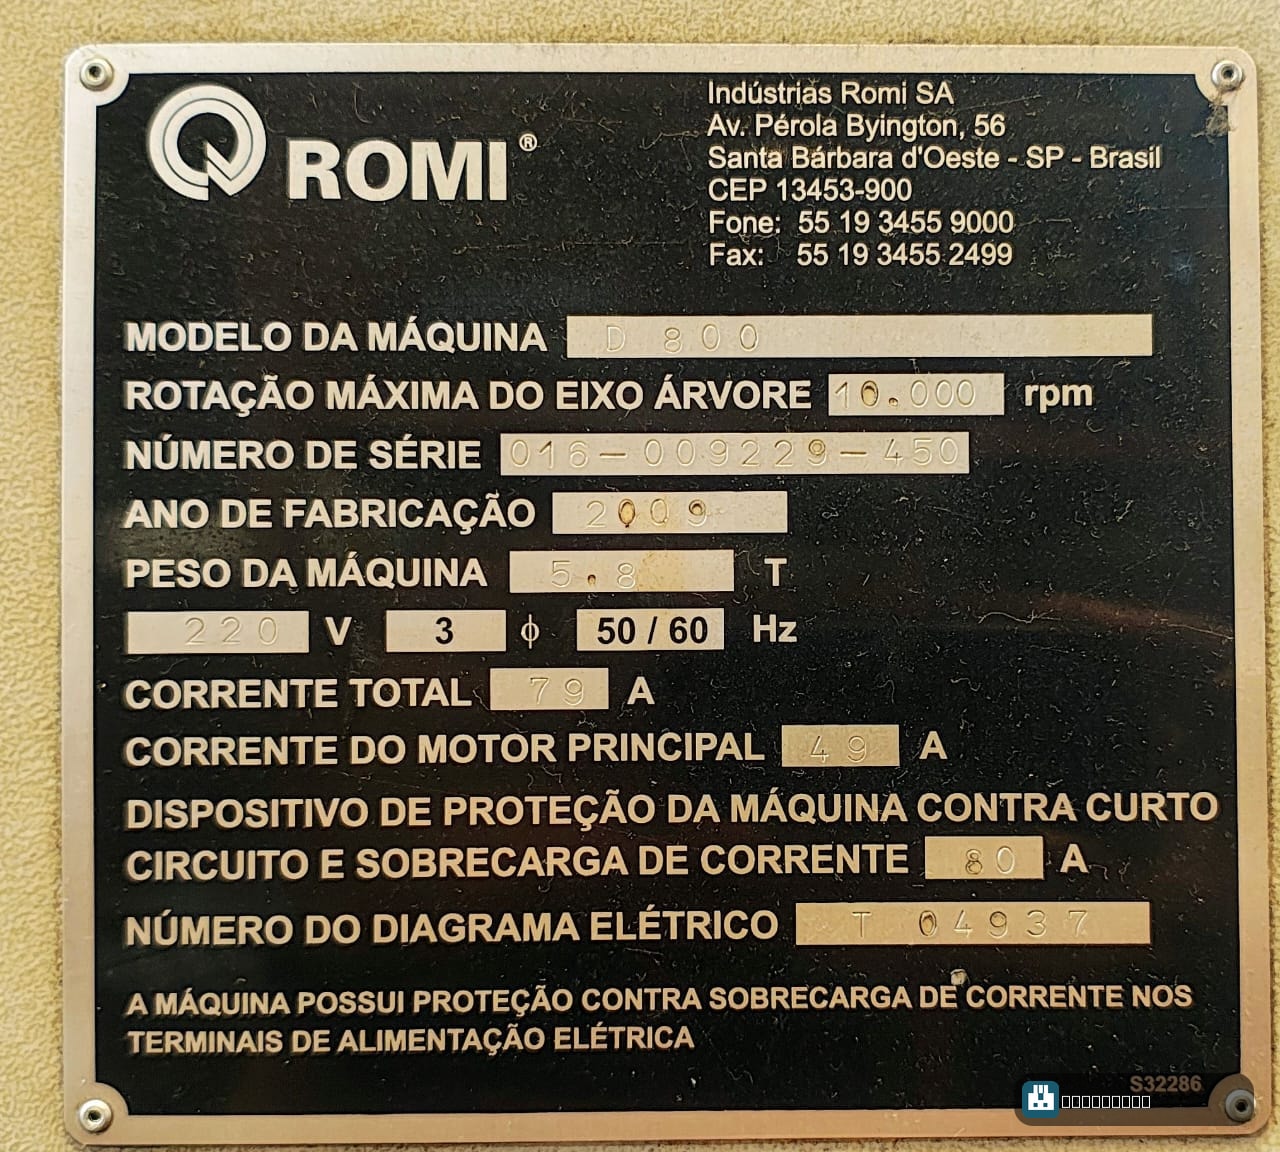 ROMI®
Indústrias Romi SA
Av. Pérola Byington, 56
Santa Bárbara d'Oeste - SP - Brasil
CEP 13453-900
Fone: 55 19 3455 9000
Fax: 55 19 3455 2499
MODELO DA MÁQUINA D 800
ROTAÇÃO MÁXIMA DO EIXO ÁRVORE 10.000 rpm
NÚMERO DE SÉRIE 016-009229-450
ANO DE FABRICAÇÃO 2009
PESO DA MÁQUINA 5.8 T
220 V 3 ϕ 50 / 60 Hz
CORRENTE TOTAL 79 A
CORRENTE DO MOTOR PRINCIPAL 49 A
DISPOSITIVO DE PROTEÇÃO DA MÁQUINA CONTRA CURTO
CIRCUITO E SOBRECARGA DE CORRENTE 80 A
NÚMERO DO DIAGRAMA ELÉTRICO T 04937
A MÁQUINA POSSUI PROTEÇÃO CONTRA SOBRECARGA DE CORRENTE NOS
TERMINAIS DE ALIMENTAÇÃO ELÉTRICA
S32286